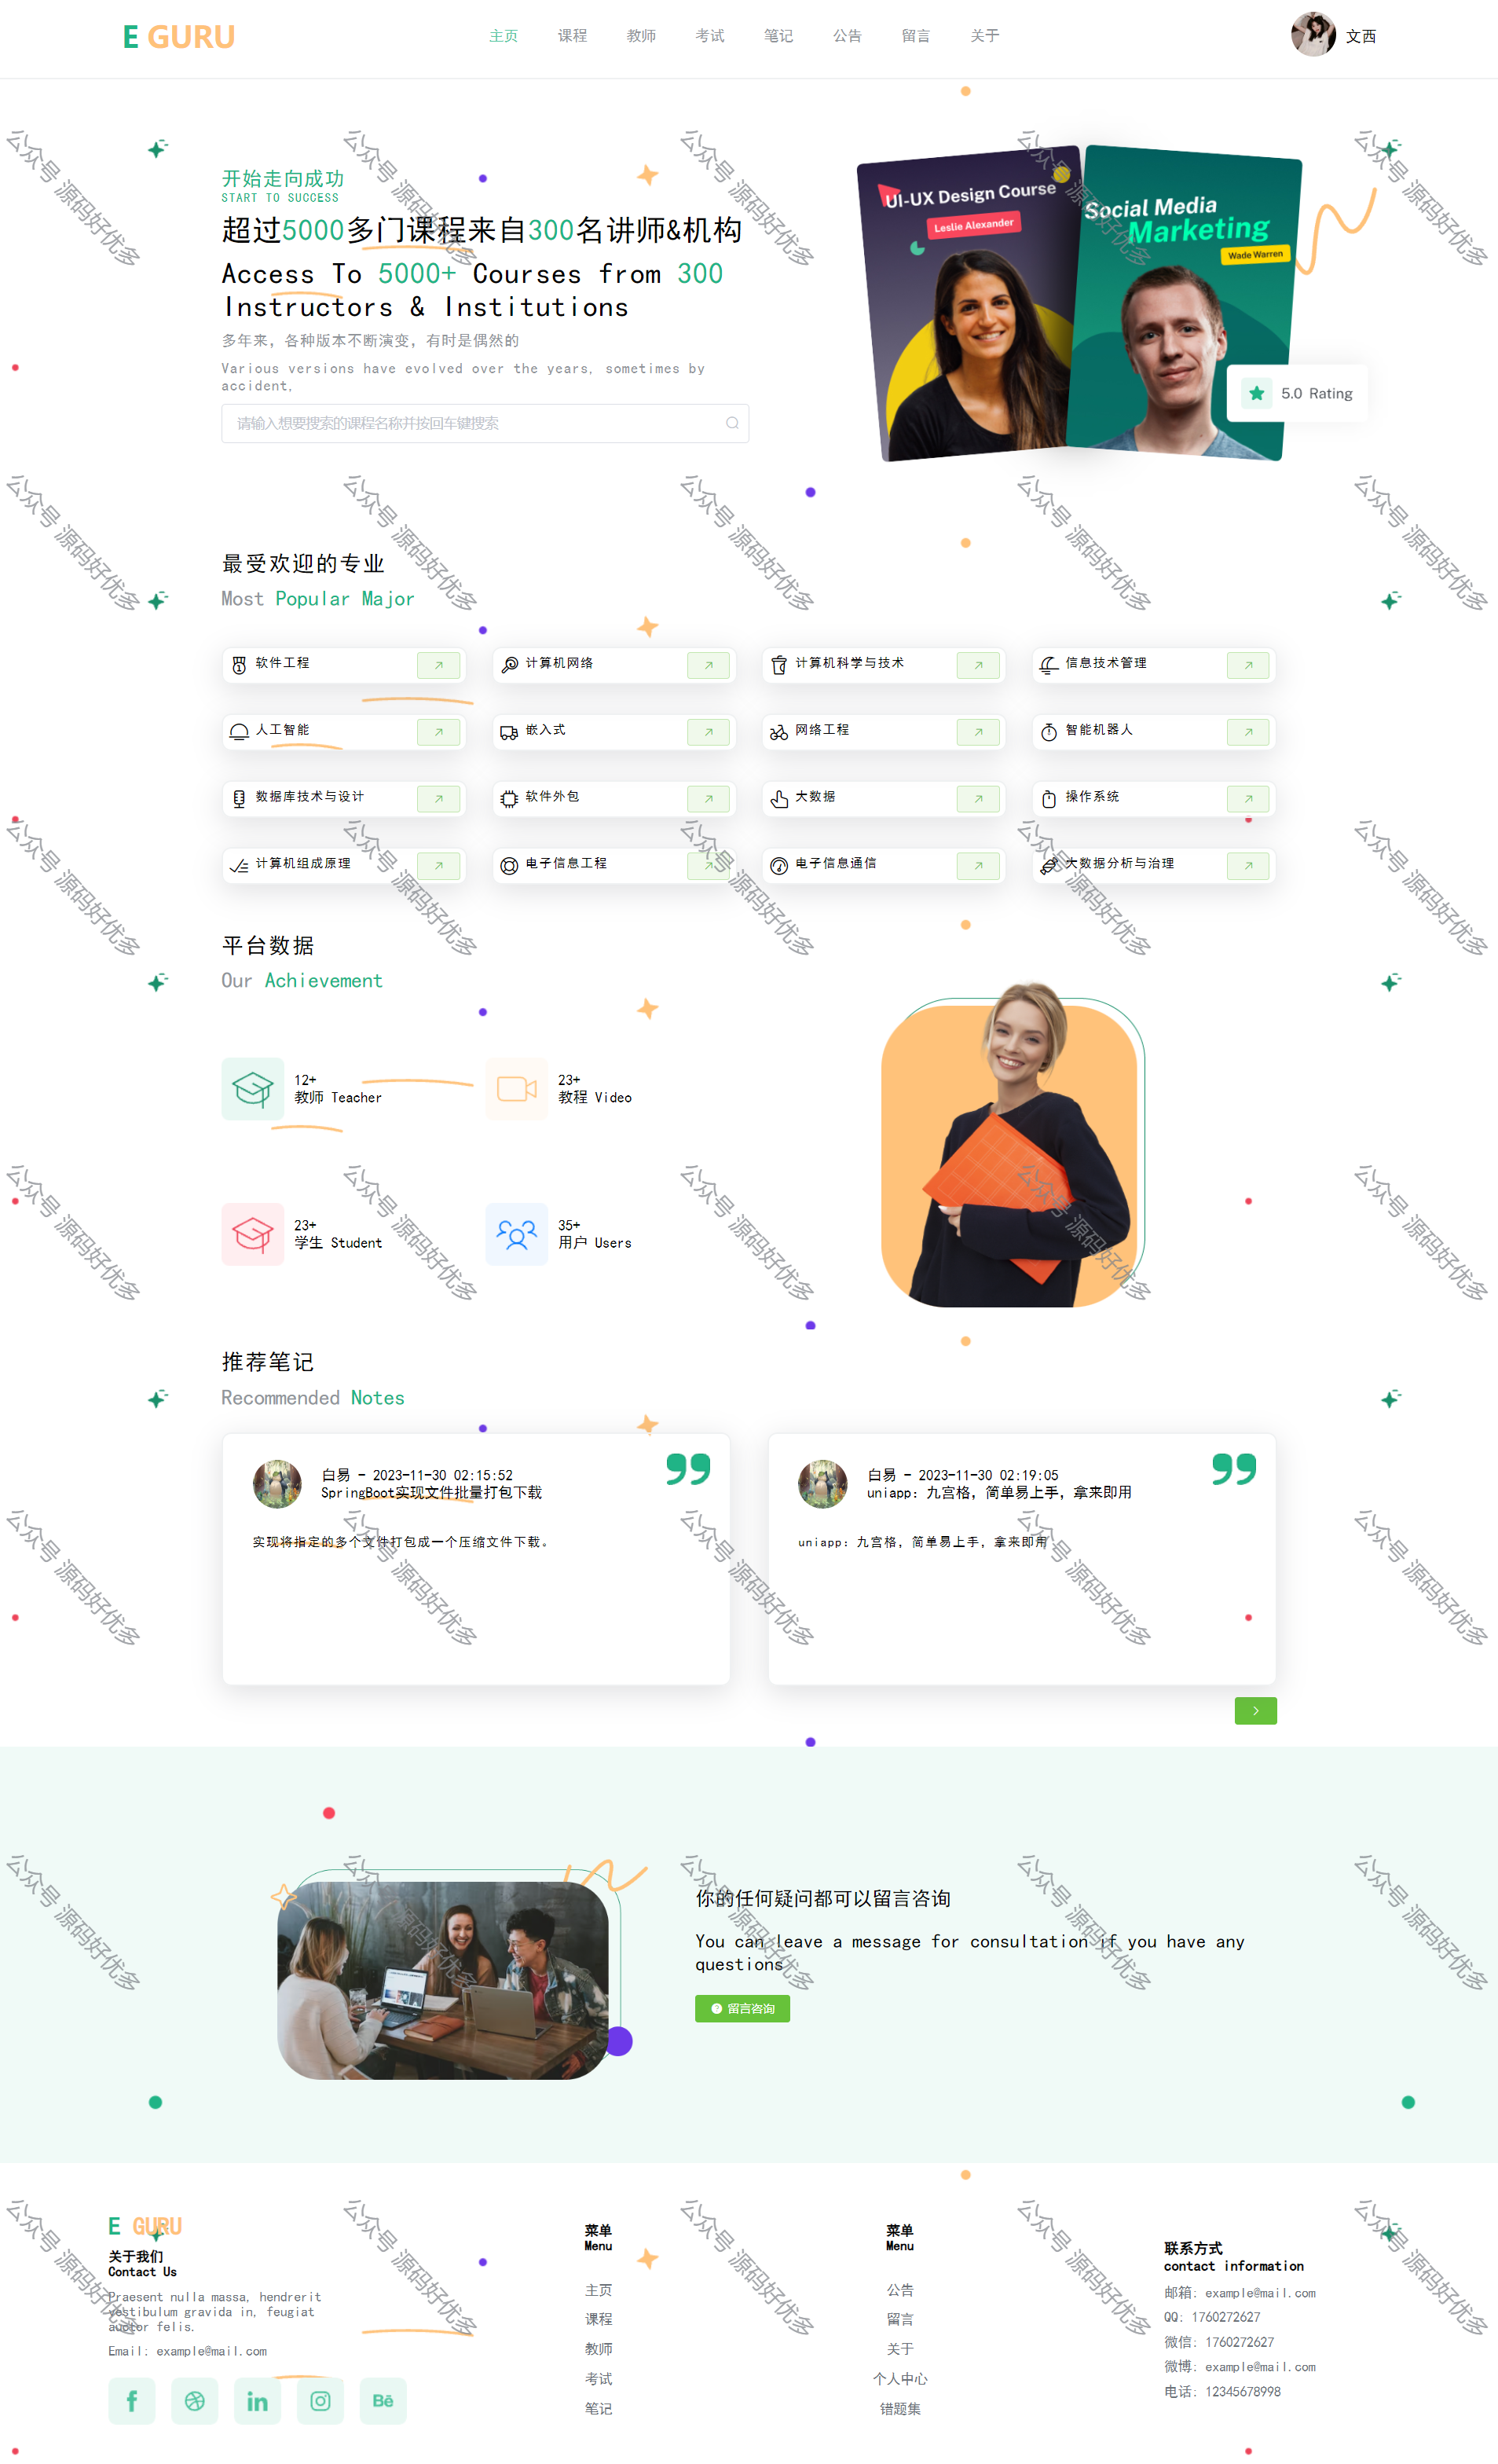 E GURU
主页 课程 教师 考试 笔记 公告 留言 关于
文西
开始走向成功
START TO SUCCESS
超过5000多门课程来自300名讲师&机构
Access To 5000+ Courses from 300
Instructors & Institutions
多年来，各种版本不断演变，有时是偶然的
Various versions have evolved over the years, sometimes by
accident,
请输入想要搜索的课程名称并按回车键搜索
UI-UX Design Course
Leslie Alexander
Social Media
Marketing
Wade Warren
5.0 Rating
最受欢迎的专业
Most Popular Major
软件工程 计算机网络 计算机科学与技术 信息技术管理
人工智能 嵌入式 网络工程 智能机器人
数据库技术与设计 软件外包 大数据 操作系统
计算机组成原理 电子信息工程 电子信息通信 大数据分析与治理
平台数据
Our Achievement
12+
教师 Teacher
23+
教程 Video
23+
学生 Student
35+
用户 Users
推荐笔记
Recommended Notes
白易 - 2023-11-30 02:15:52
SpringBoot实现文件批量打包下载
实现将指定的多个文件打包成一个压缩文件下载。
白易 - 2023-11-30 02:19:05
uniapp：九宫格，简单易上手，拿来即用
uniapp：九宫格，简单易上手，拿来即用
你的任何疑问都可以留言咨询
You can leave a message for consultation if you have any
questions
留言咨询
E GURU
关于我们
Contact Us
Praesent nulla massa, hendrerit
vestibulum gravida in, feugiat
auctor felis.
Email: example@mail.com
菜单
Menu
主页
课程
教师
考试
笔记
菜单
Menu
公告
留言
关于
个人中心
错题集
联系方式
contact information
邮箱: example@mail.com
QQ: 1760272627
微信: 1760272627
微博: example@mail.com
电话: 12345678998
公众号 源码好优多